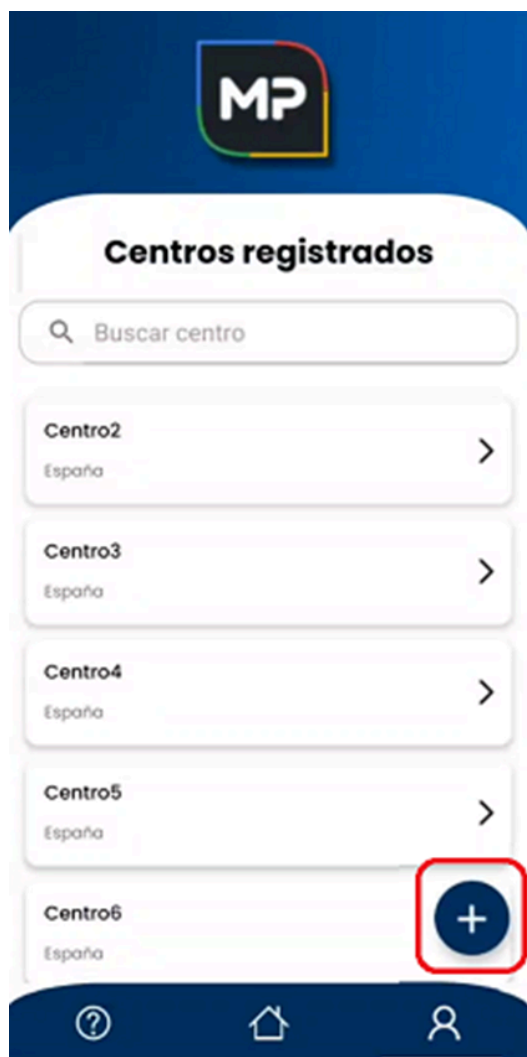 MP
Centros registrados
Buscar centro
Centro2
España
Centro3
España
Centro4
España
Centro5
España
Centro6
España